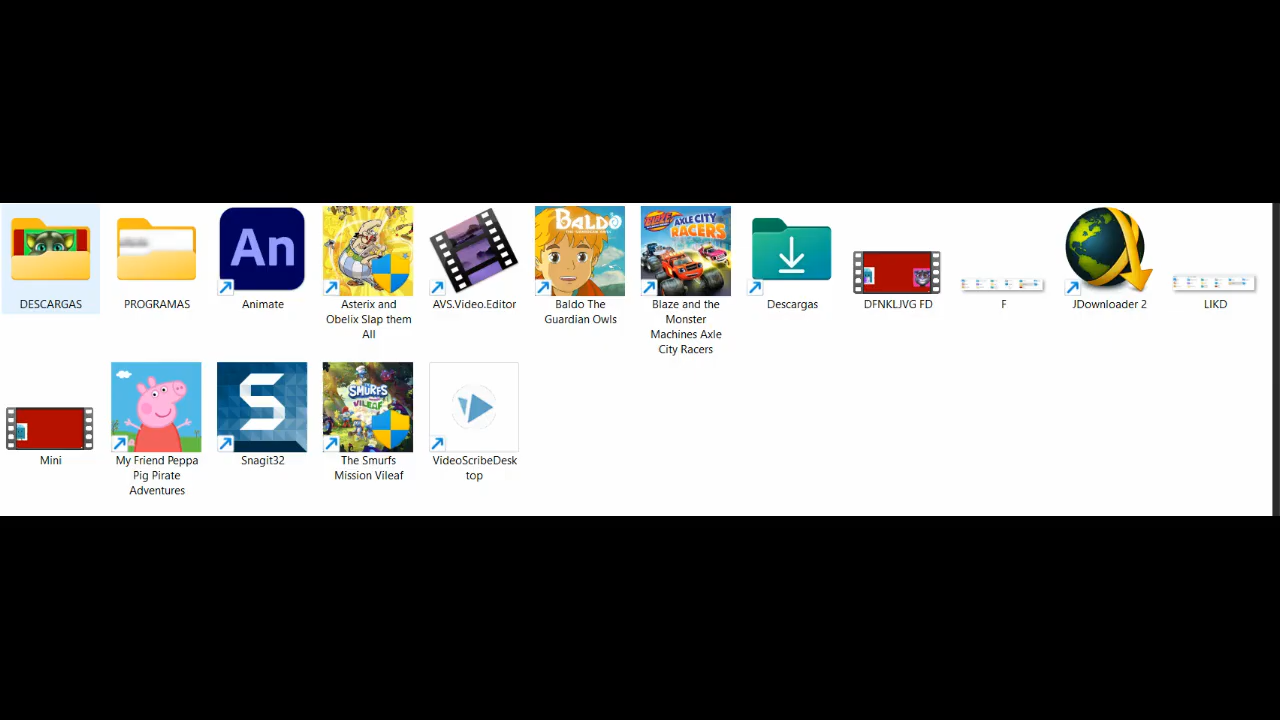 DESCARGAS
PROGRAMAS
An
Animate
Asterix and
Obelix Slap them
All
AVS.Video.Editor
BALDO
Baldo The
Guardian Owls
BLAZE
AXLE CITY
RACERS
Blaze and the
Monster
Machines Axle
City Racers
Descargas
DFNKLJVG FD
F
JDownloader 2
LIKD
Mini
My Friend Peppa
Pig Pirate
Adventures
S
Snagit32
SMURFS
VILEAF
The Smurfs
Mission Vileaf
VideoScribeDesk
top